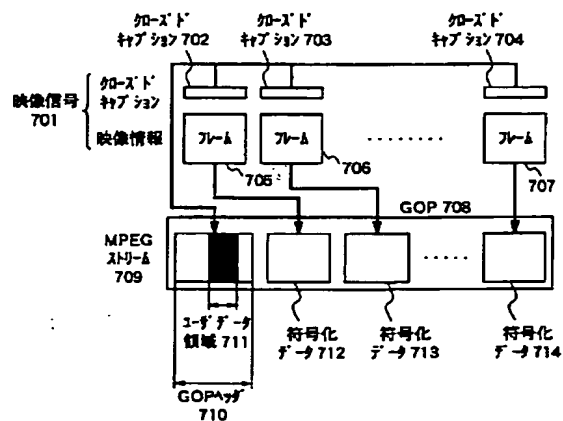 クローズド
キャプション 702
クローズド
キャプション 703
クローズド
キャプション 704
映像信号
701
クローズド
キャプション
映像情報
フレーム
705
フレーム
706
········
フレーム
707
GOP 708
MPEG
ストリーム
709
·····
ユーザデータ
領域 711
符号化
データ 712
符号化
データ 713
符号化
データ 714
GOPヘッダ
710